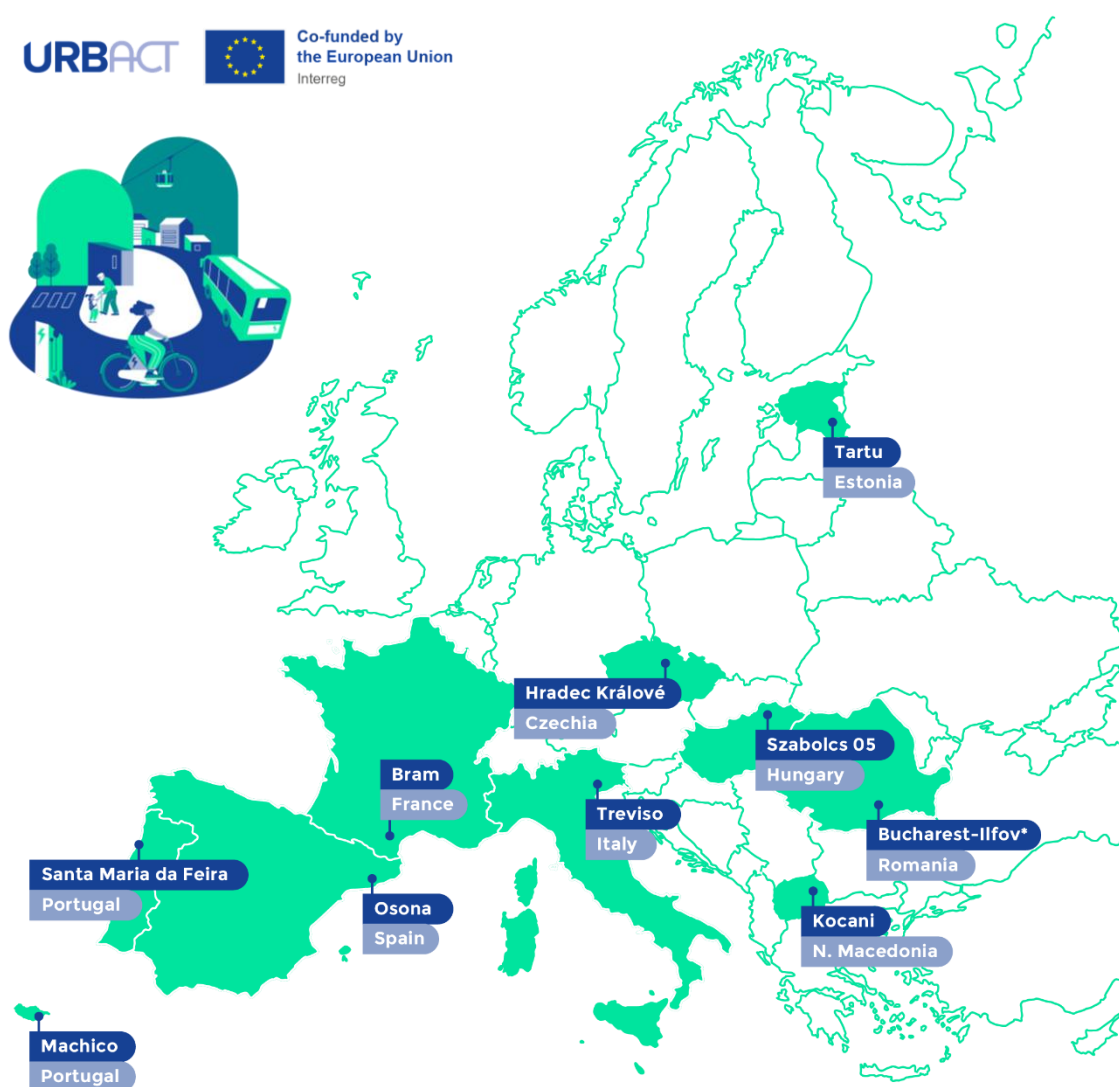 URBACT
Co-funded by
the European Union
Interreg
Tartu
Estonia
Hradec Králové
Czechia
Szabolcs 05
Hungary
Bram
France
Treviso
Italy
Bucharest-Ilfov*
Romania
Santa Maria da Feira
Portugal
Osona
Spain
Kocani
N. Macedonia
Machico
Portugal